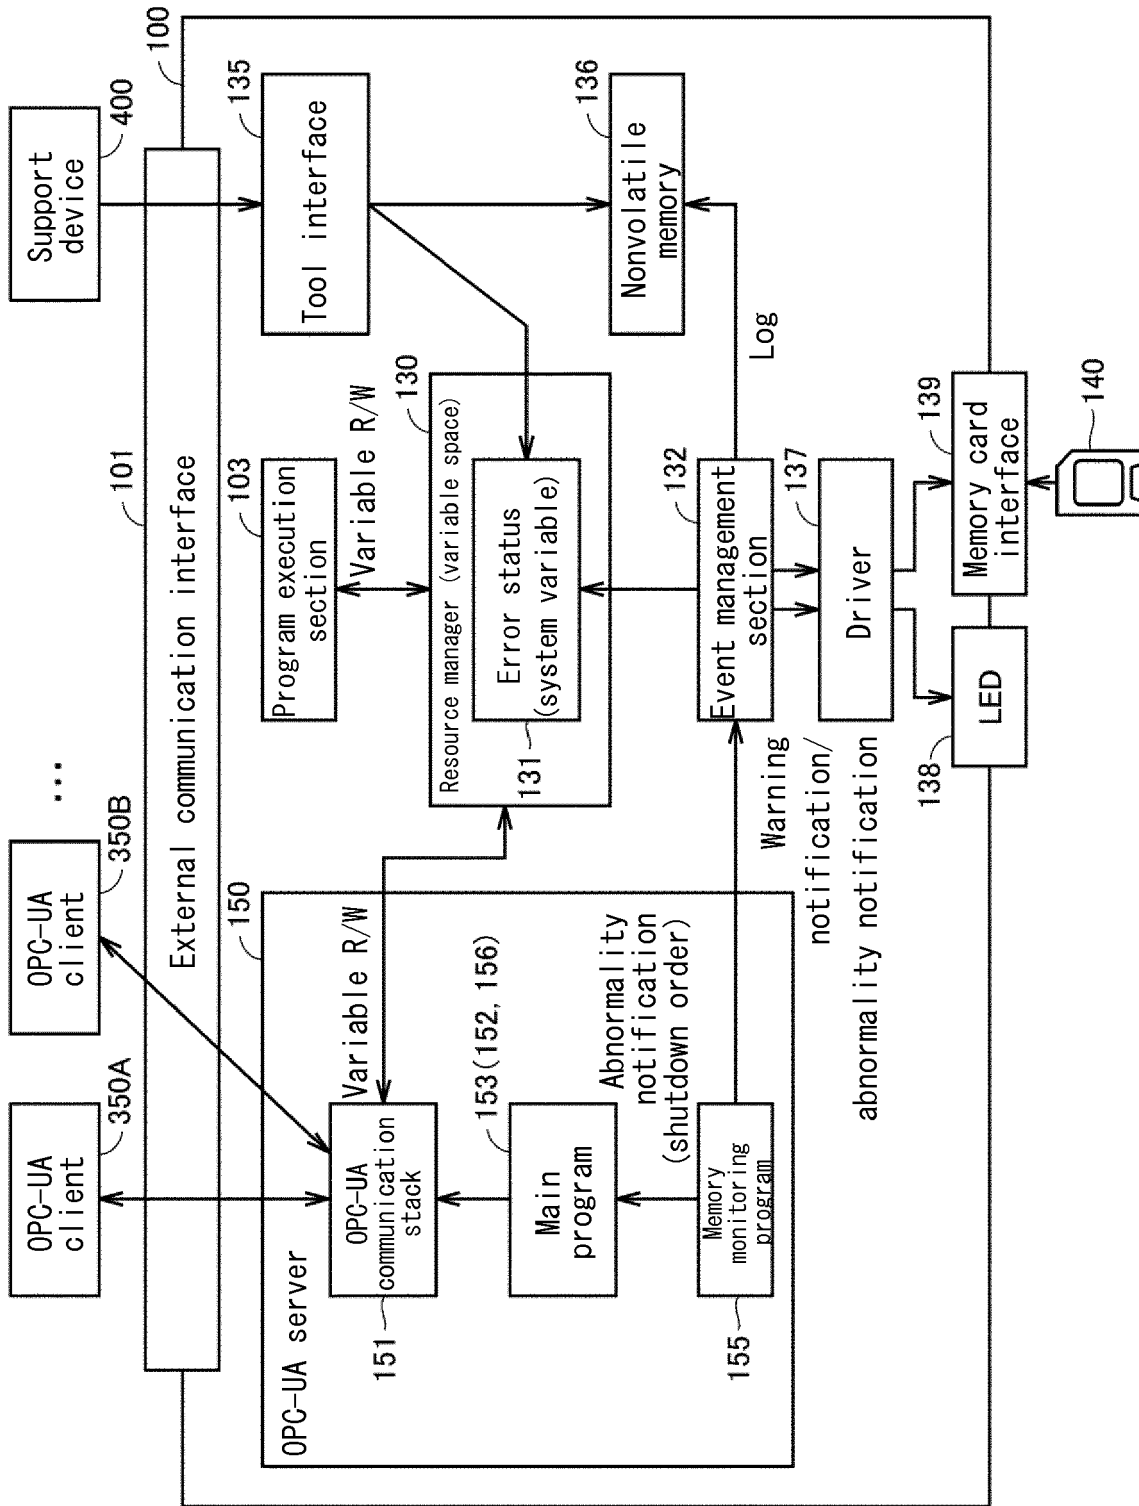 OPC-UA
client
350A
OPC-UA
client
350B
...
Support
device
400
101
External communication interface
100
OPC-UA server
150
OPC-UA
communication
stack
151
Variable R/W
Main
program
153(152, 156)
Memory
monitoring
program
155
Abnormality
notification
(shutdown order)
Program execution
section
103
Variable R/W
Resource manager (variable space)
130
Error status
(system variable)
131
Tool interface
135
Nonvolatile
memory
136
Log
Event management
section
132
Warning
notification/
abnormality notification
Driver
137
LED
138
Memory card
interface
139
140